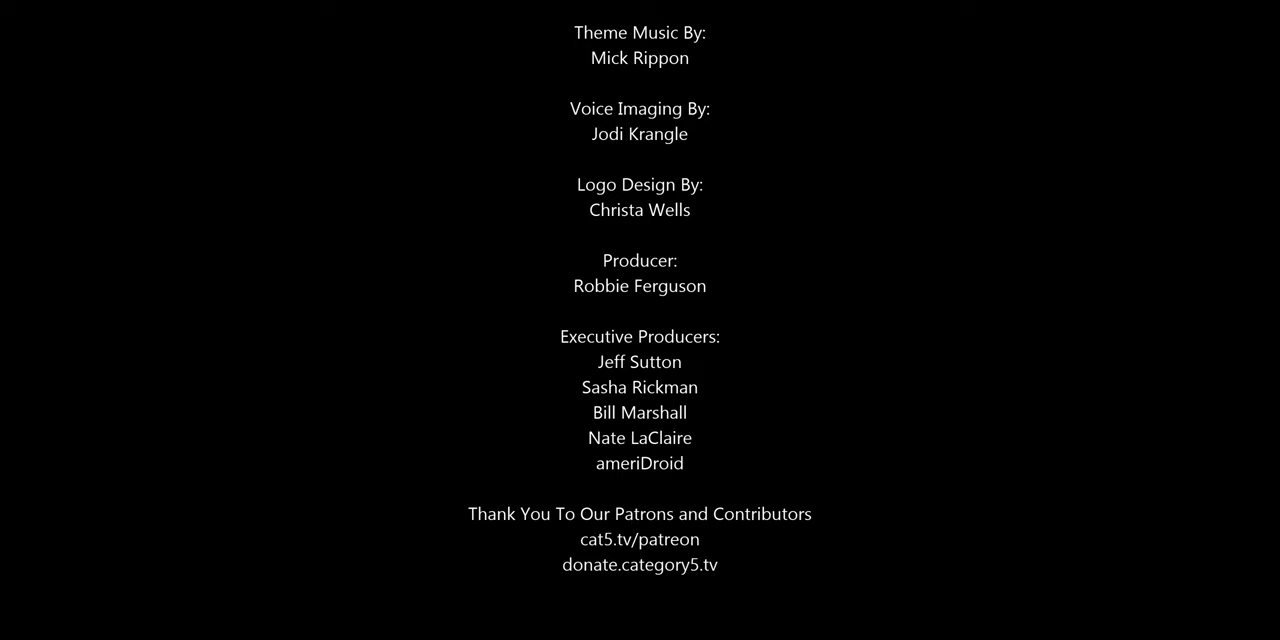 Theme Music By:
Mick Rippon
Voice Imaging By:
Jodi Krangle
Logo Design By:
Christa Wells
Producer:
Robbie Ferguson
Executive Producers:
Jeff Sutton
Sasha Rickman
Bill Marshall
Nate LaClaire
ameriDroid
Thank You To Our Patrons and Contributors
cat5.tv/patreon
donate.category5.tv